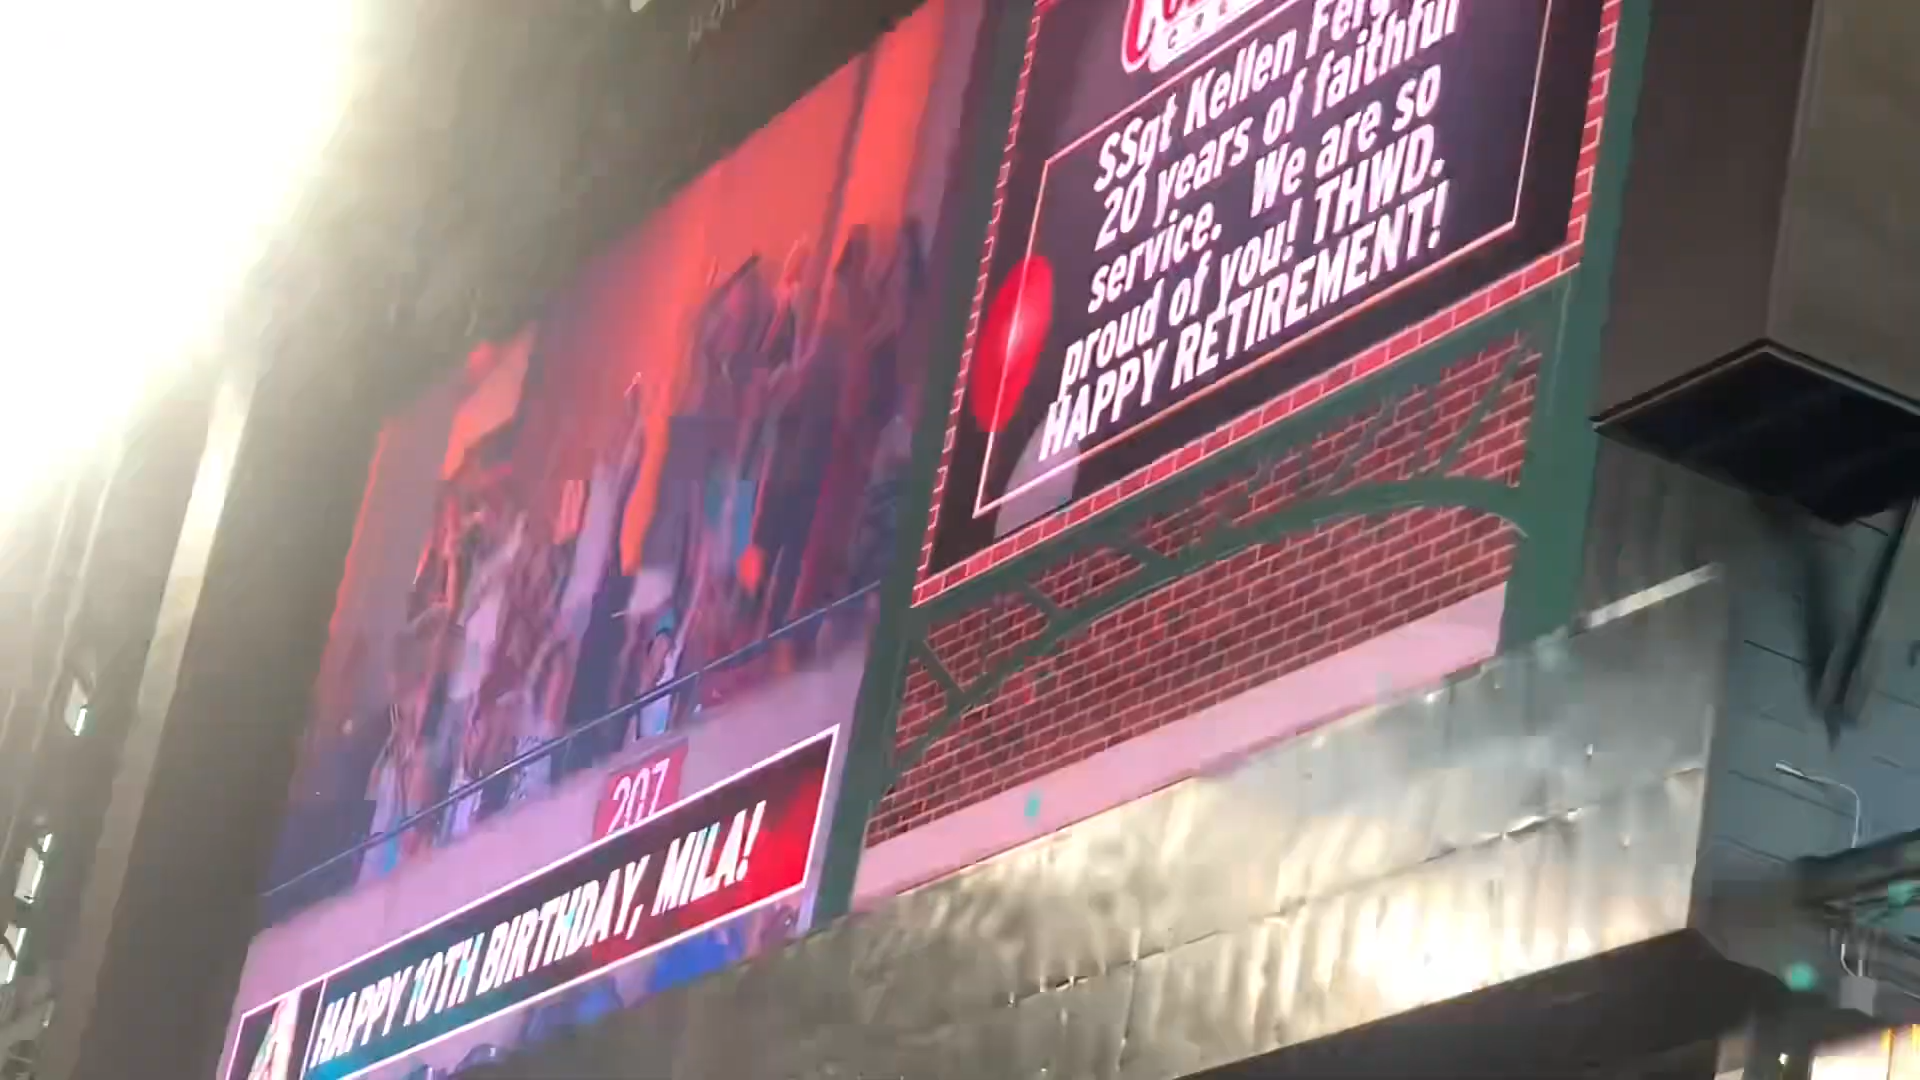 SSgt Kellen
20 years of faithful
service. We are so
proud of you! THWD.
HAPPY RETIREMENT!
207
HAPPY 10TH BIRTHDAY, MILA!